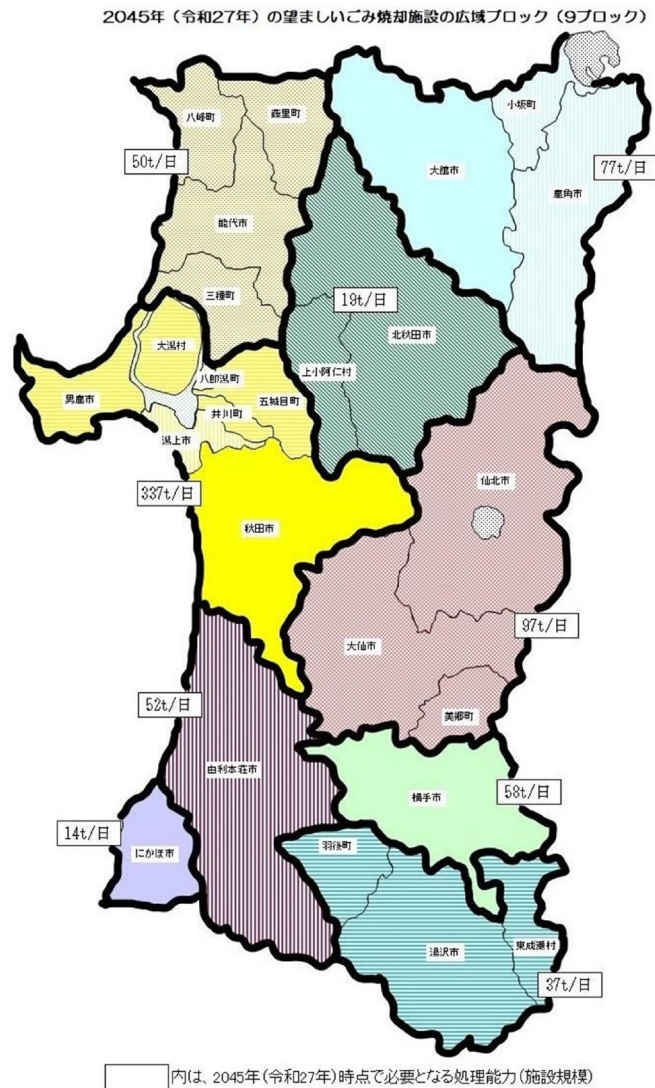 2045年（令和27年）の望ましいごみ焼却施設の広域ブロック（9ブロック）
八峰町
藤里町
小坂町
50t/日
大館市
77t/日
鹿角市
能代市
三種町
19t/日
北秋田市
大潟村
上小阿仁村
八郎潟町
男鹿市
五城目町
井川町
潟上市
仙北市
337t/日
秋田市
97t/日
大仙市
52t/日
美郷町
由利本荘市
58t/日
横手市
14t/日
にかほ市
羽後町
湯沢市
東成瀬村
37t/日
内は、2045年(令和27年)時点で必要となる処理能力(施設規模)